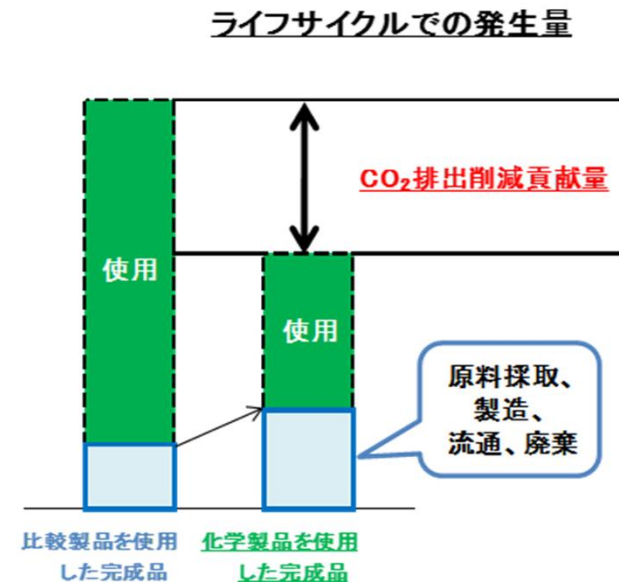 ライフサイクルでの発生量
CO₂排出削減貢献量
使用
使用
原料採取、
製造、
流通、廃棄
比較製品を使用
した完成品
化学製品を使用
した完成品